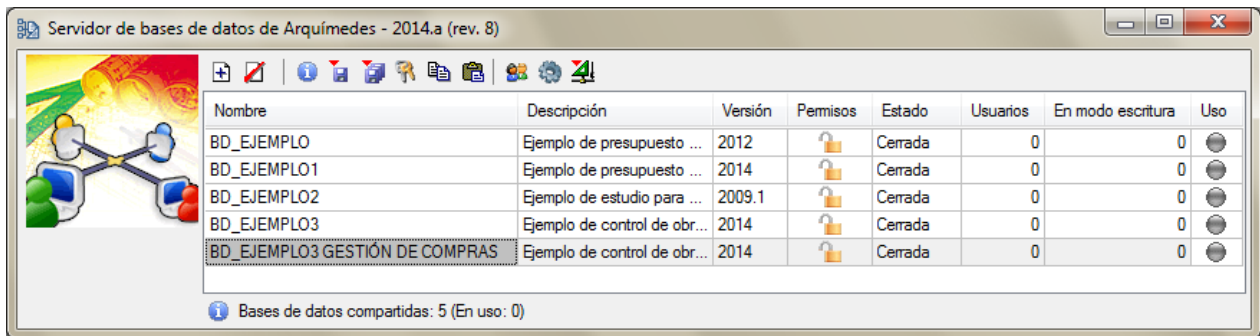 Servidor de bases de datos de Arquímedes - 2014.a (rev. 8)
Nombre Descripción Versión Permisos Estado Usuarios En modo escritura Uso
BD_EJEMPLO Ejemplo de presupuesto ... 2012 Cerrada 0 0
BD_EJEMPLO1 Ejemplo de presupuesto ... 2014 Cerrada 0 0
BD_EJEMPLO2 Ejemplo de estudio para ... 2009.1 Cerrada 0 0
BD_EJEMPLO3 Ejemplo de control de obr... 2014 Cerrada 0 0
BD_EJEMPLO3 GESTIÓN DE COMPRAS Ejemplo de control de obr... 2014 Cerrada 0 0
Bases de datos compartidas: 5 (En uso: 0)